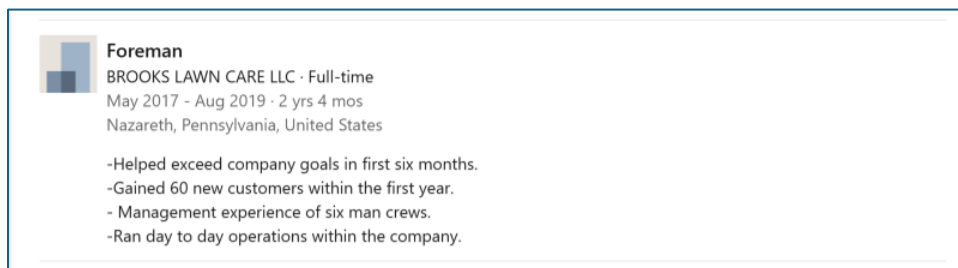 Foreman
BROOKS LAWN CARE LLC · Full-time
May 2017 - Aug 2019 · 2 yrs 4 mos
Nazareth, Pennsylvania, United States
-Helped exceed company goals in first six months.
-Gained 60 new customers within the first year.
- Management experience of six man crews.
-Ran day to day operations within the company.